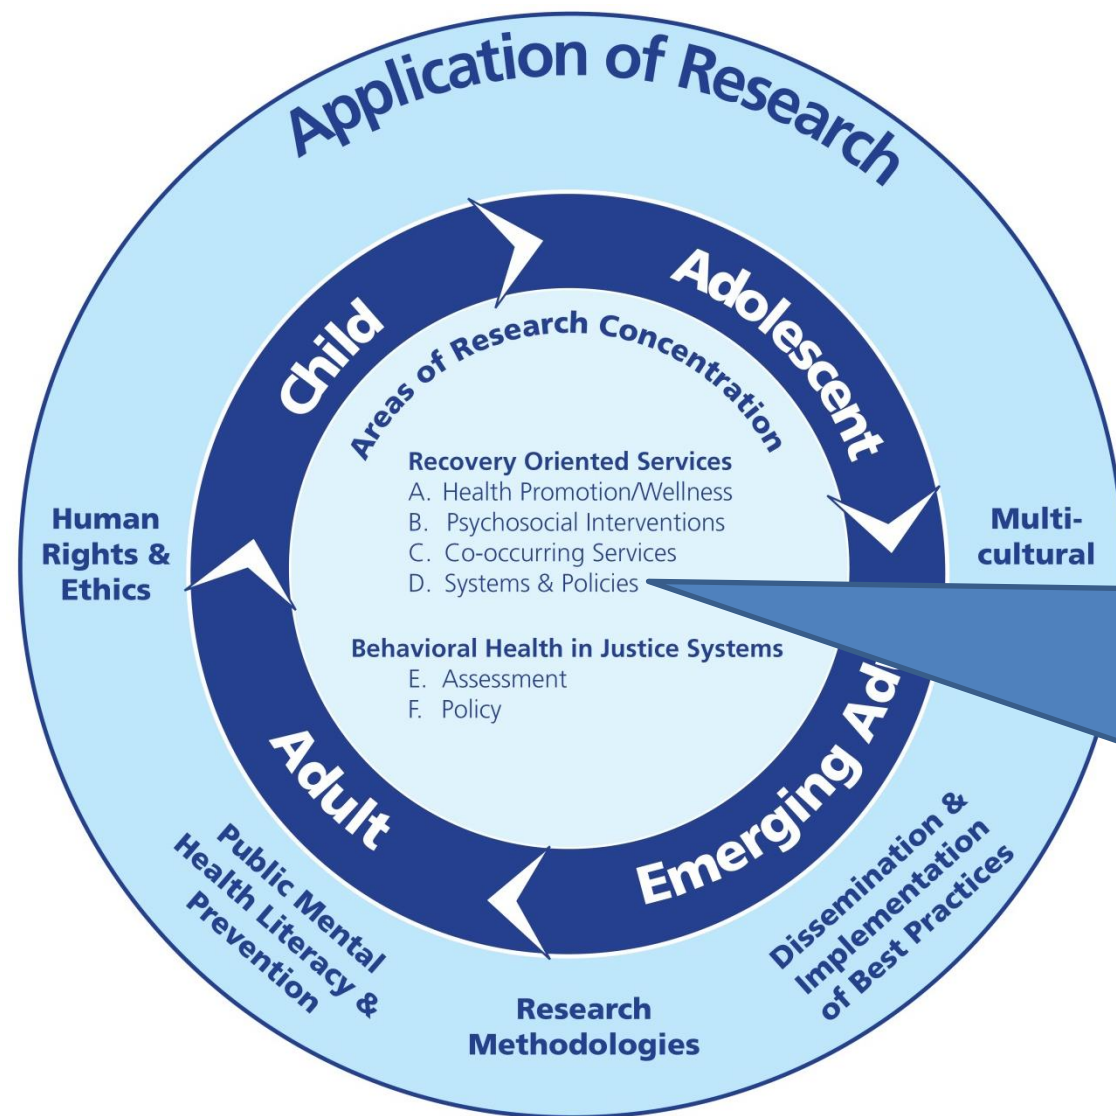 Application of Research
Child
Adolescent
Areas of Research Concentration
Recovery Oriented Services
A. Health Promotion/Wellness
B. Psychosocial Interventions
C. Co-occurring Services
D. Systems & Policies
Behavioral Health in Justice Systems
E. Assessment
F. Policy
Human
Rights &
Ethics
Multi-
cultural
Adult
Emerging
Public Mental
Health Literacy &
Prevention
Research
Methodologies
Dissemination &
Implementation
of Best Practices